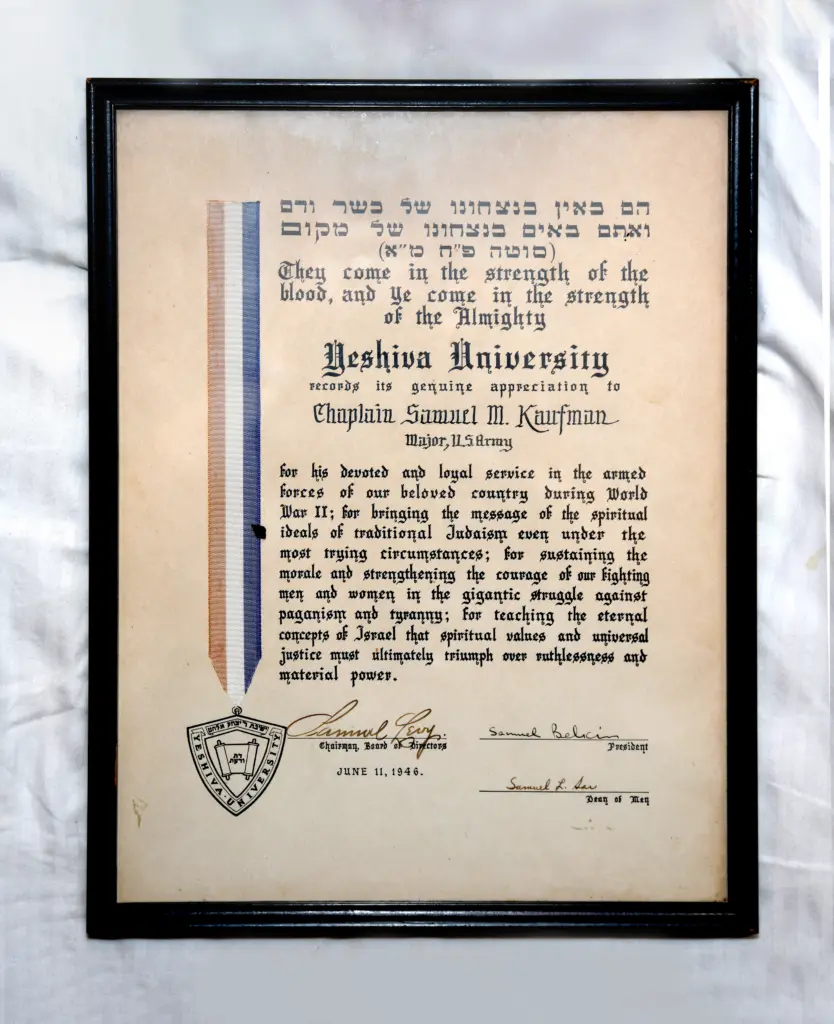 הם באין בנצחונו של בשר ודם
ואתם באים בנצחונו של מקום
(סוטה פ״ח מ״א)
They come in the strength of the
blood, and Ye come in the strength
of the Almighty
Yeshiva University
records its genuine appreciation to
Chaplain Samuel M. Kaufman
Major, U.S. Army
for his devoted and loyal service in the armed
forces of our beloved country during World
War II; for bringing the message of the spiritual
ideals of traditional Judaism even under the
most trying circumstances; for sustaining the
morale and strengthening the courage of our fighting
men and women in the gigantic struggle against
paganism and tyranny; for teaching the eternal
concepts of Israel that spiritual values and universal
justice must ultimately triumph over ruthlessness and
material power.
ישיבת ר׳ יצחק אלחנן
YESHIVA·UNIVERSITY
Samuel Levy.
Chairman, Board of Directors
JUNE 11, 1946.
Samuel Belkin
President
Samuel L. Sar
Dean of Men